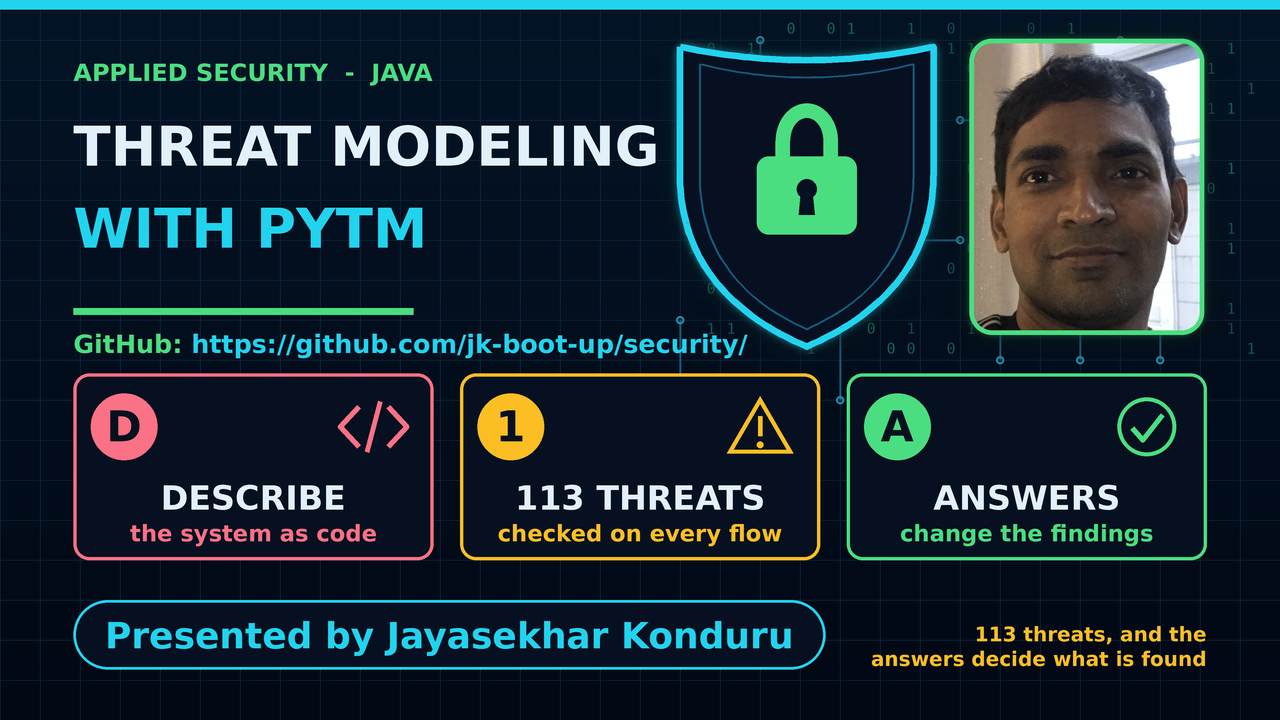 APPLIED SECURITY - JAVA
THREAT MODELING
WITH PYTM
GitHub: https://github.com/jk-boot-up/security/
D
DESCRIBE
the system as code
1
113 THREATS
checked on every flow
A
ANSWERS
change the findings
Presented by Jayasekhar Konduru
113 threats, and the
answers decide what is found